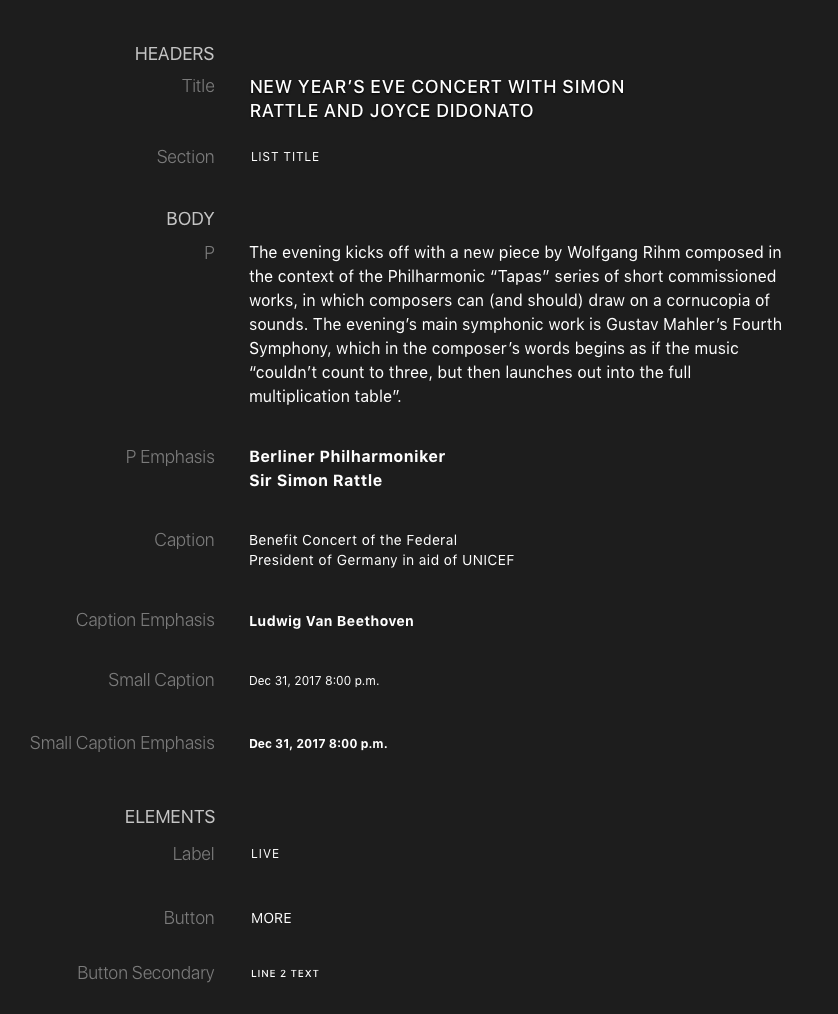 HEADERS
Title NEW YEAR’S EVE CONCERT WITH SIMON
RATTLE AND JOYCE DIDONATO
Section LIST TITLE
BODY
P The evening kicks off with a new piece by Wolfgang Rihm composed in
the context of the Philharmonic “Tapas” series of short commissioned
works, in which composers can (and should) draw on a cornucopia of
sounds. The evening’s main symphonic work is Gustav Mahler’s Fourth
Symphony, which in the composer’s words begins as if the music
“couldn’t count to three, but then launches out into the full
multiplication table”.
P Emphasis Berliner Philharmoniker
Sir Simon Rattle
Caption Benefit Concert of the Federal
President of Germany in aid of UNICEF
Caption Emphasis Ludwig Van Beethoven
Small Caption Dec 31, 2017 8:00 p.m.
Small Caption Emphasis Dec 31, 2017 8:00 p.m.
ELEMENTS
Label LIVE
Button MORE
Button Secondary LINE 2 TEXT